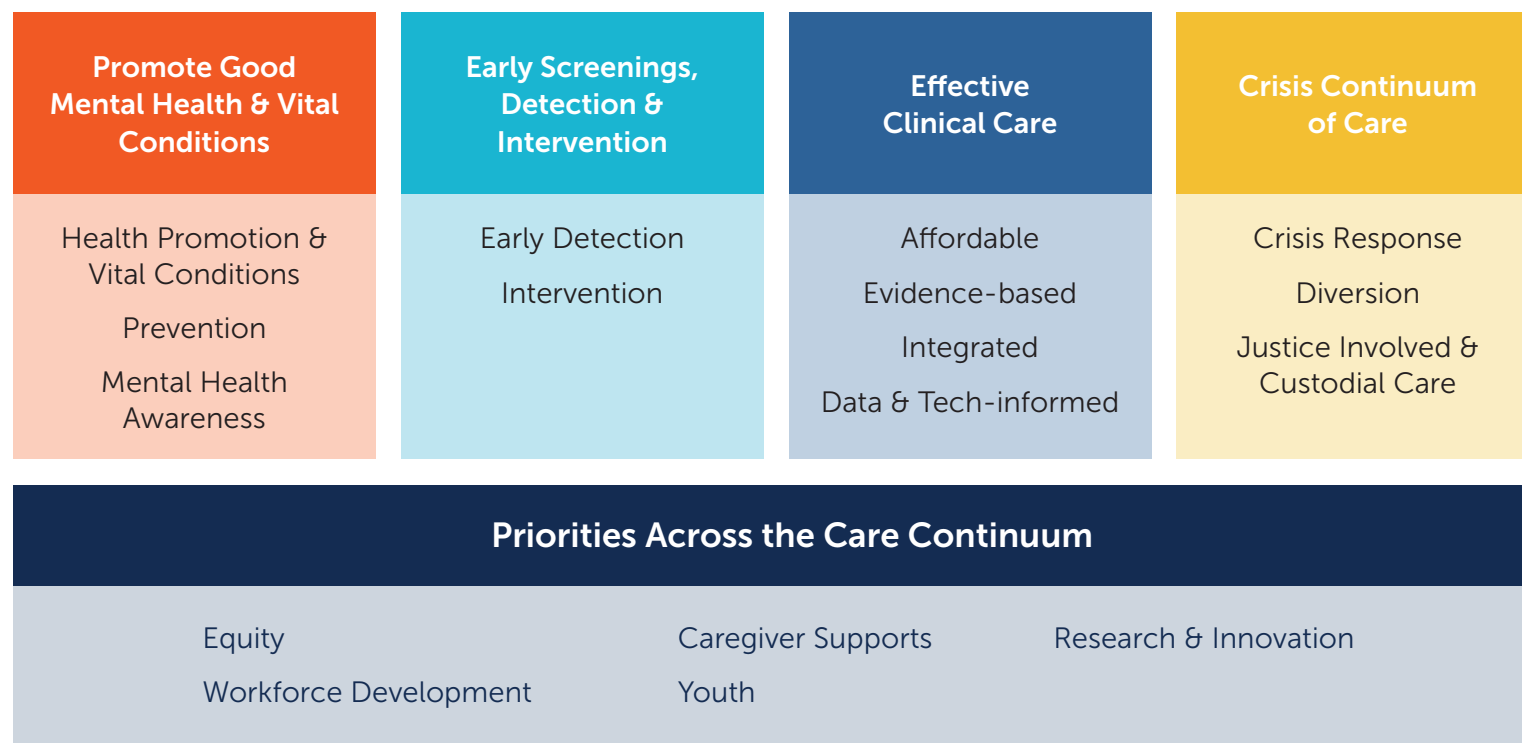 Promote Good
Mental Health & Vital
Conditions
Health Promotion &
Vital Conditions
Prevention
Mental Health
Awareness
Early Screenings,
Detection &
Intervention
Early Detection
Intervention
Effective
Clinical Care
Affordable
Evidence-based
Integrated
Data & Tech-informed
Crisis Continuum
of Care
Crisis Response
Diversion
Justice Involved &
Custodial Care
Priorities Across the Care Continuum
Equity
Workforce Development
Caregiver Supports
Youth
Research & Innovation